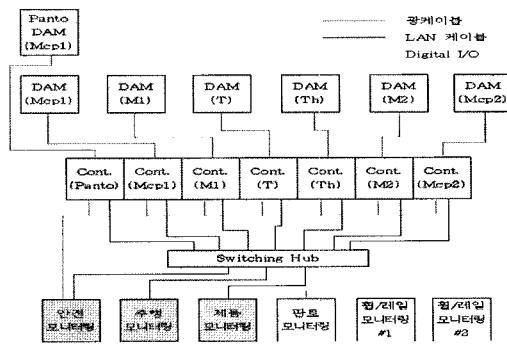 Panto
DAM
(Mcp1)
광케이블
LAN 케이블
Digital I/O
DAM
(Mcp1)
DAM
(M1)
DAM
(T)
DAM
(Th)
DAM
(M2)
DAM
(Mcp2)
Cont.
(Panto)
Cont.
(Mcp1)
Cont.
(M1)
Cont.
(T)
Cont.
(Th)
Cont.
(M2)
Cont.
(Mcp2)
Switching Hub
안전
모니터링
주행
모니터링
제동
모니터링
판토
모니터링
휠/레일
모니터링
#1
휠/레일
모니터링
#2